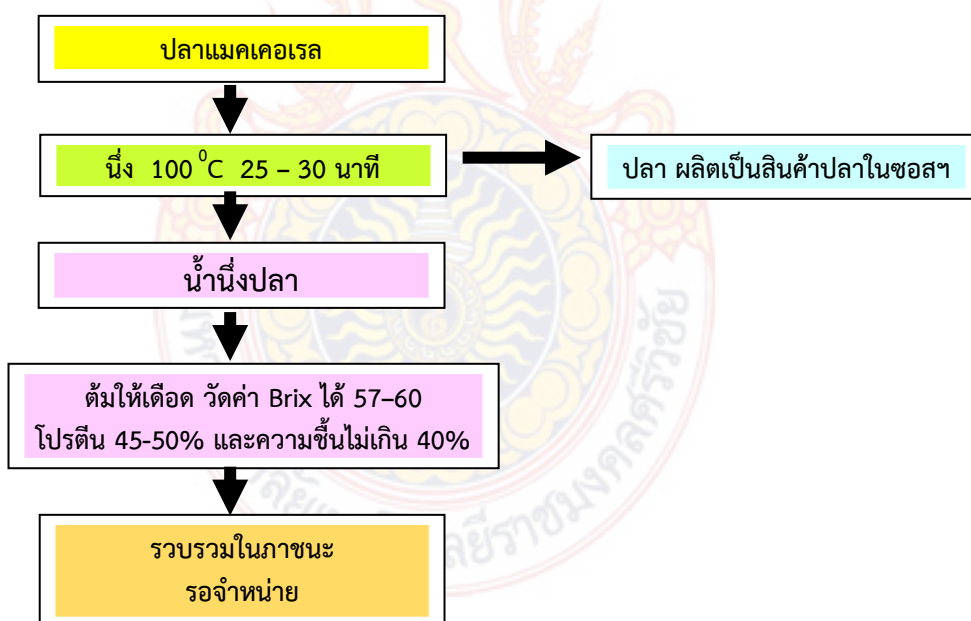 ปลาแมคเคอเรล
นึ่ง 100 ⁰C 25 – 30 นาที
ปลา ผลิตเป็นสินค้าปลาในซอสฯ
น้ำนึ่งปลา
ต้มให้เดือด วัดค่า Brix ได้ 57–60
โปรตีน 45-50% และความชื้นไม่เกิน 40%
รวบรวมในภาชนะ
รอจำหน่าย